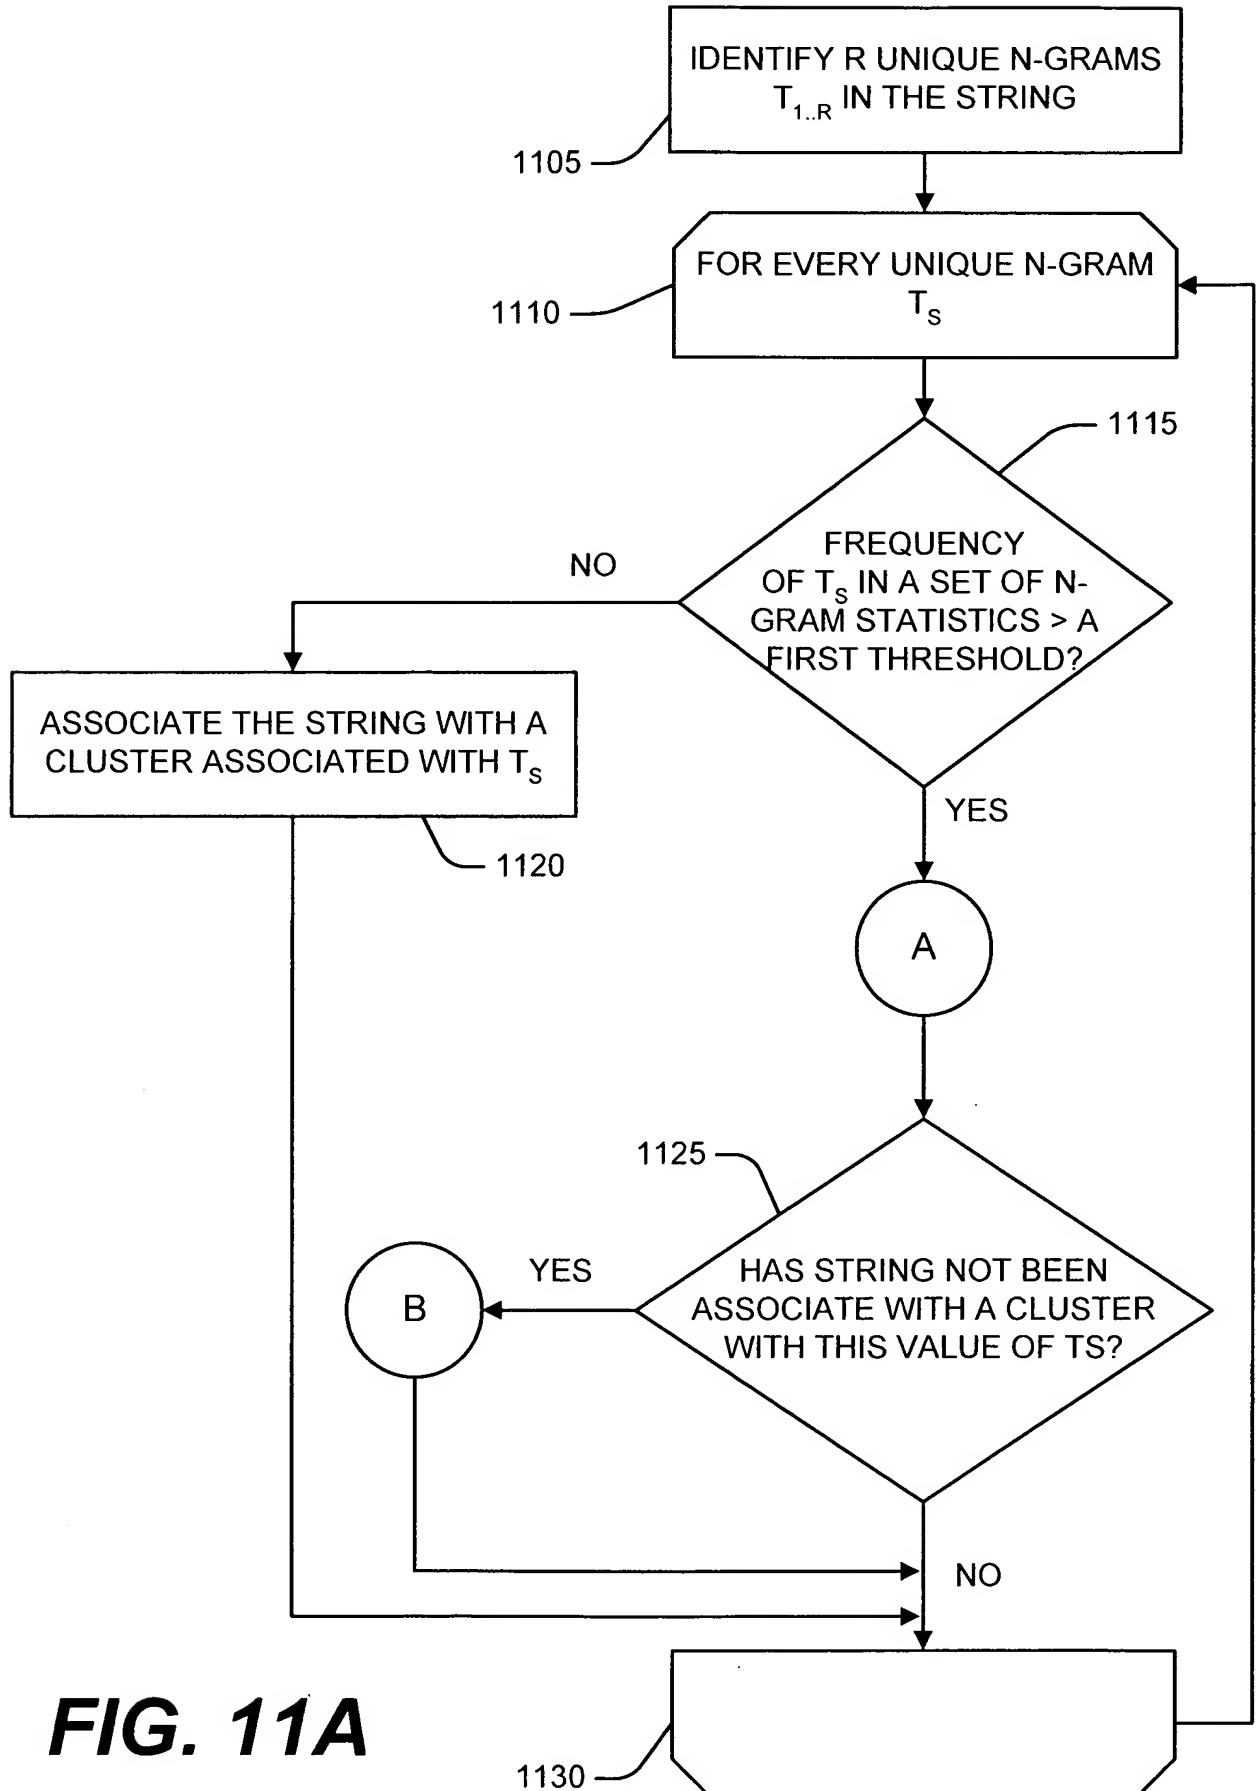 IDENTIFY R UNIQUE N-GRAMS
T1..R IN THE STRING
1105
FOR EVERY UNIQUE N-GRAM
TS
1110
1115
FREQUENCY
OF TS IN A SET OF N-
GRAM STATISTICS > A
FIRST THRESHOLD?
NO
ASSOCIATE THE STRING WITH A
CLUSTER ASSOCIATED WITH TS
1120
YES
A
1125
HAS STRING NOT BEEN
ASSOCIATE WITH A CLUSTER
WITH THIS VALUE OF TS?
YES
B
NO
FIG. 11A
1130